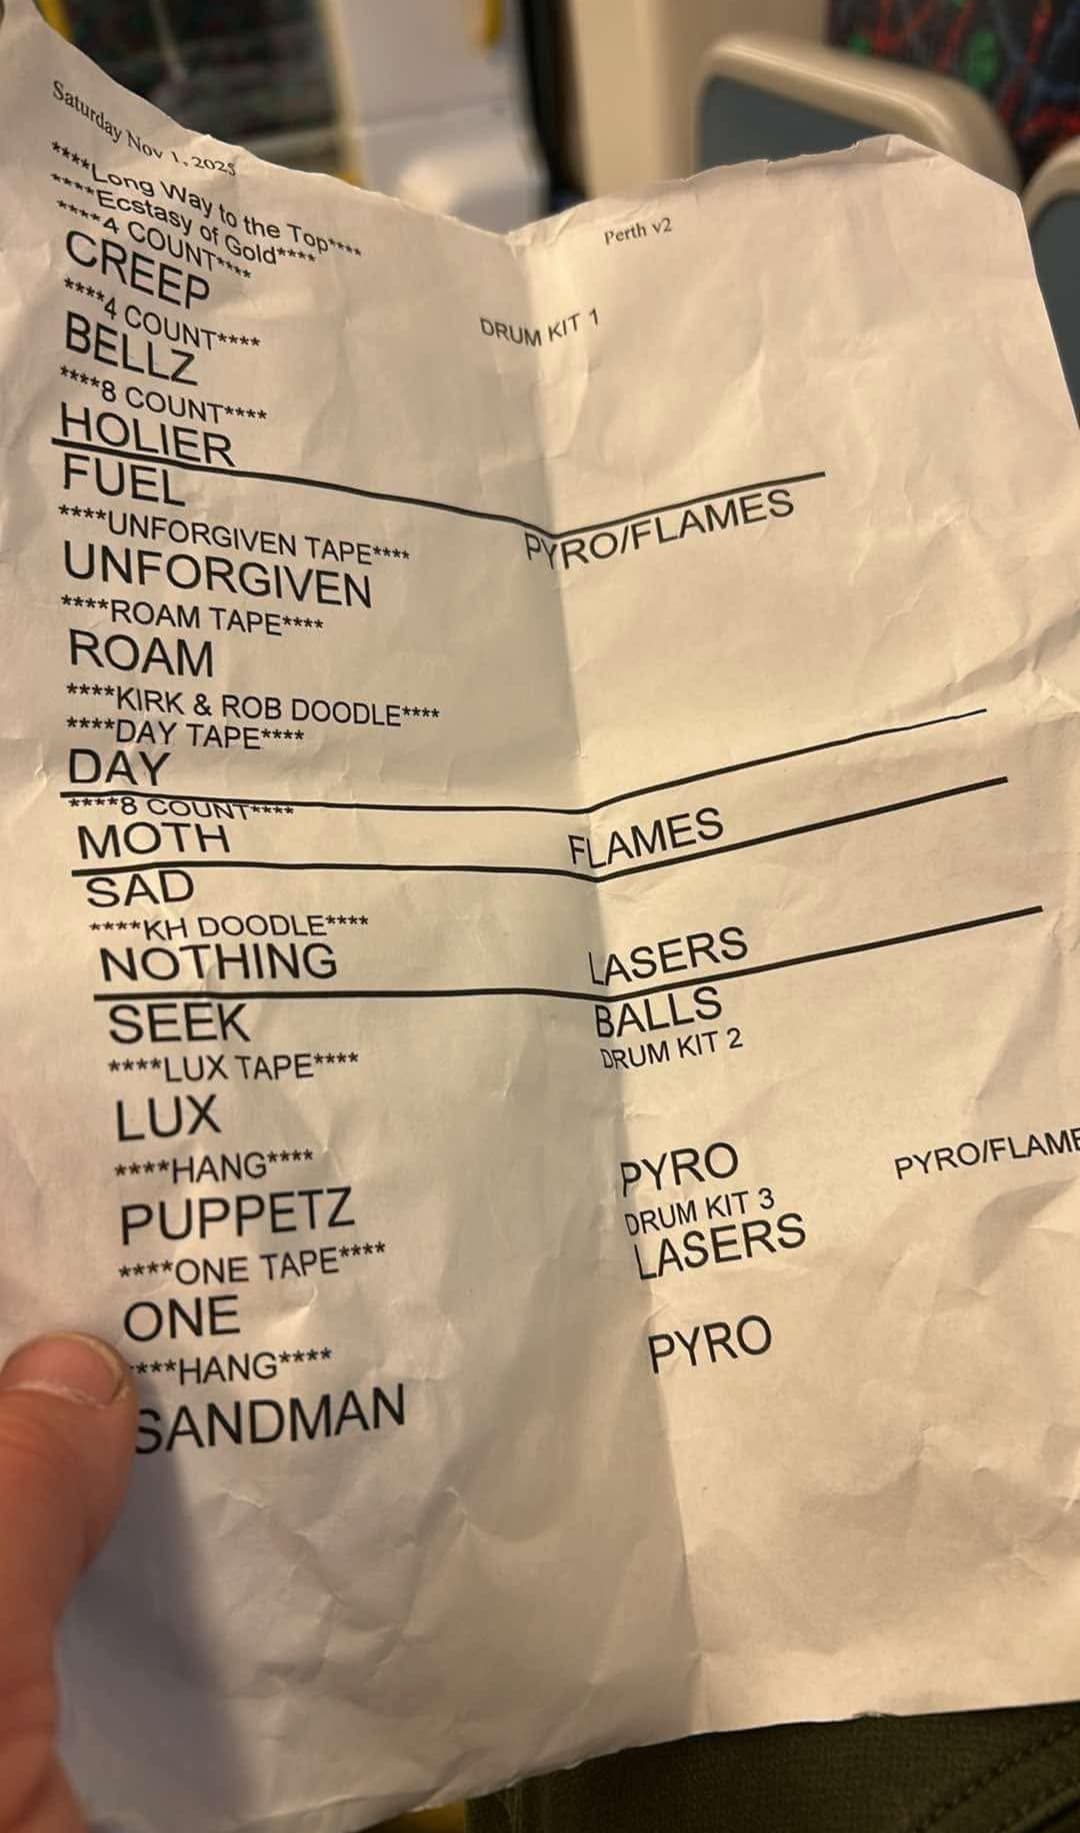 Saturday Nov 1, 2025
Perth v2
****Long Way to the Top****
****Ecstasy of Gold****
****4 COUNT****
CREEP
DRUM KIT 1
****4 COUNT****
BELLZ
****8 COUNT****
HOLIER
FUEL
PYRO/FLAMES
****UNFORGIVEN TAPE****
UNFORGIVEN
****ROAM TAPE****
ROAM
****KIRK & ROB DOODLE****
****DAY TAPE****
DAY
****8 COUNT****
MOTH
FLAMES
SAD
****KH DOODLE****
NOTHING
LASERS
SEEK
BALLS
****LUX TAPE****
DRUM KIT 2
LUX
PYRO
PYRO/FLAME
****HANG****
DRUM KIT 3
PUPPETZ
LASERS
****ONE TAPE****
ONE
PYRO
****HANG****
SANDMAN